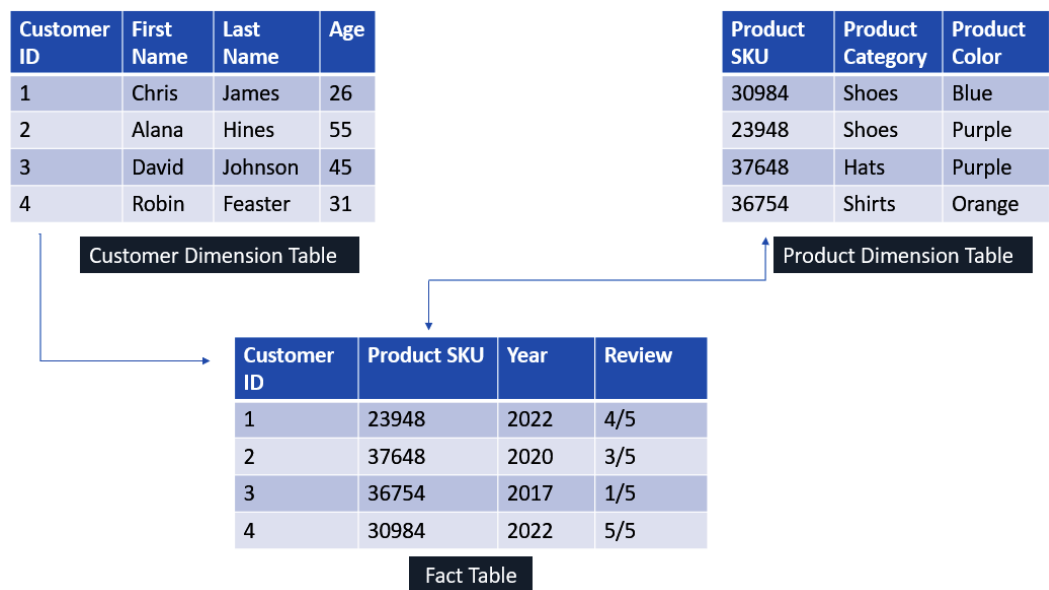 Customer ID First Name Last Name Age
1 Chris James 26
2 Alana Hines 55
3 David Johnson 45
4 Robin Feaster 31
Customer Dimension Table
Product SKU Product Category Product Color
30984 Shoes Blue
23948 Shoes Purple
37648 Hats Purple
36754 Shirts Orange
Product Dimension Table
Customer ID Product SKU Year Review
1 23948 2022 4/5
2 37648 2020 3/5
3 36754 2017 1/5
4 30984 2022 5/5
Fact Table